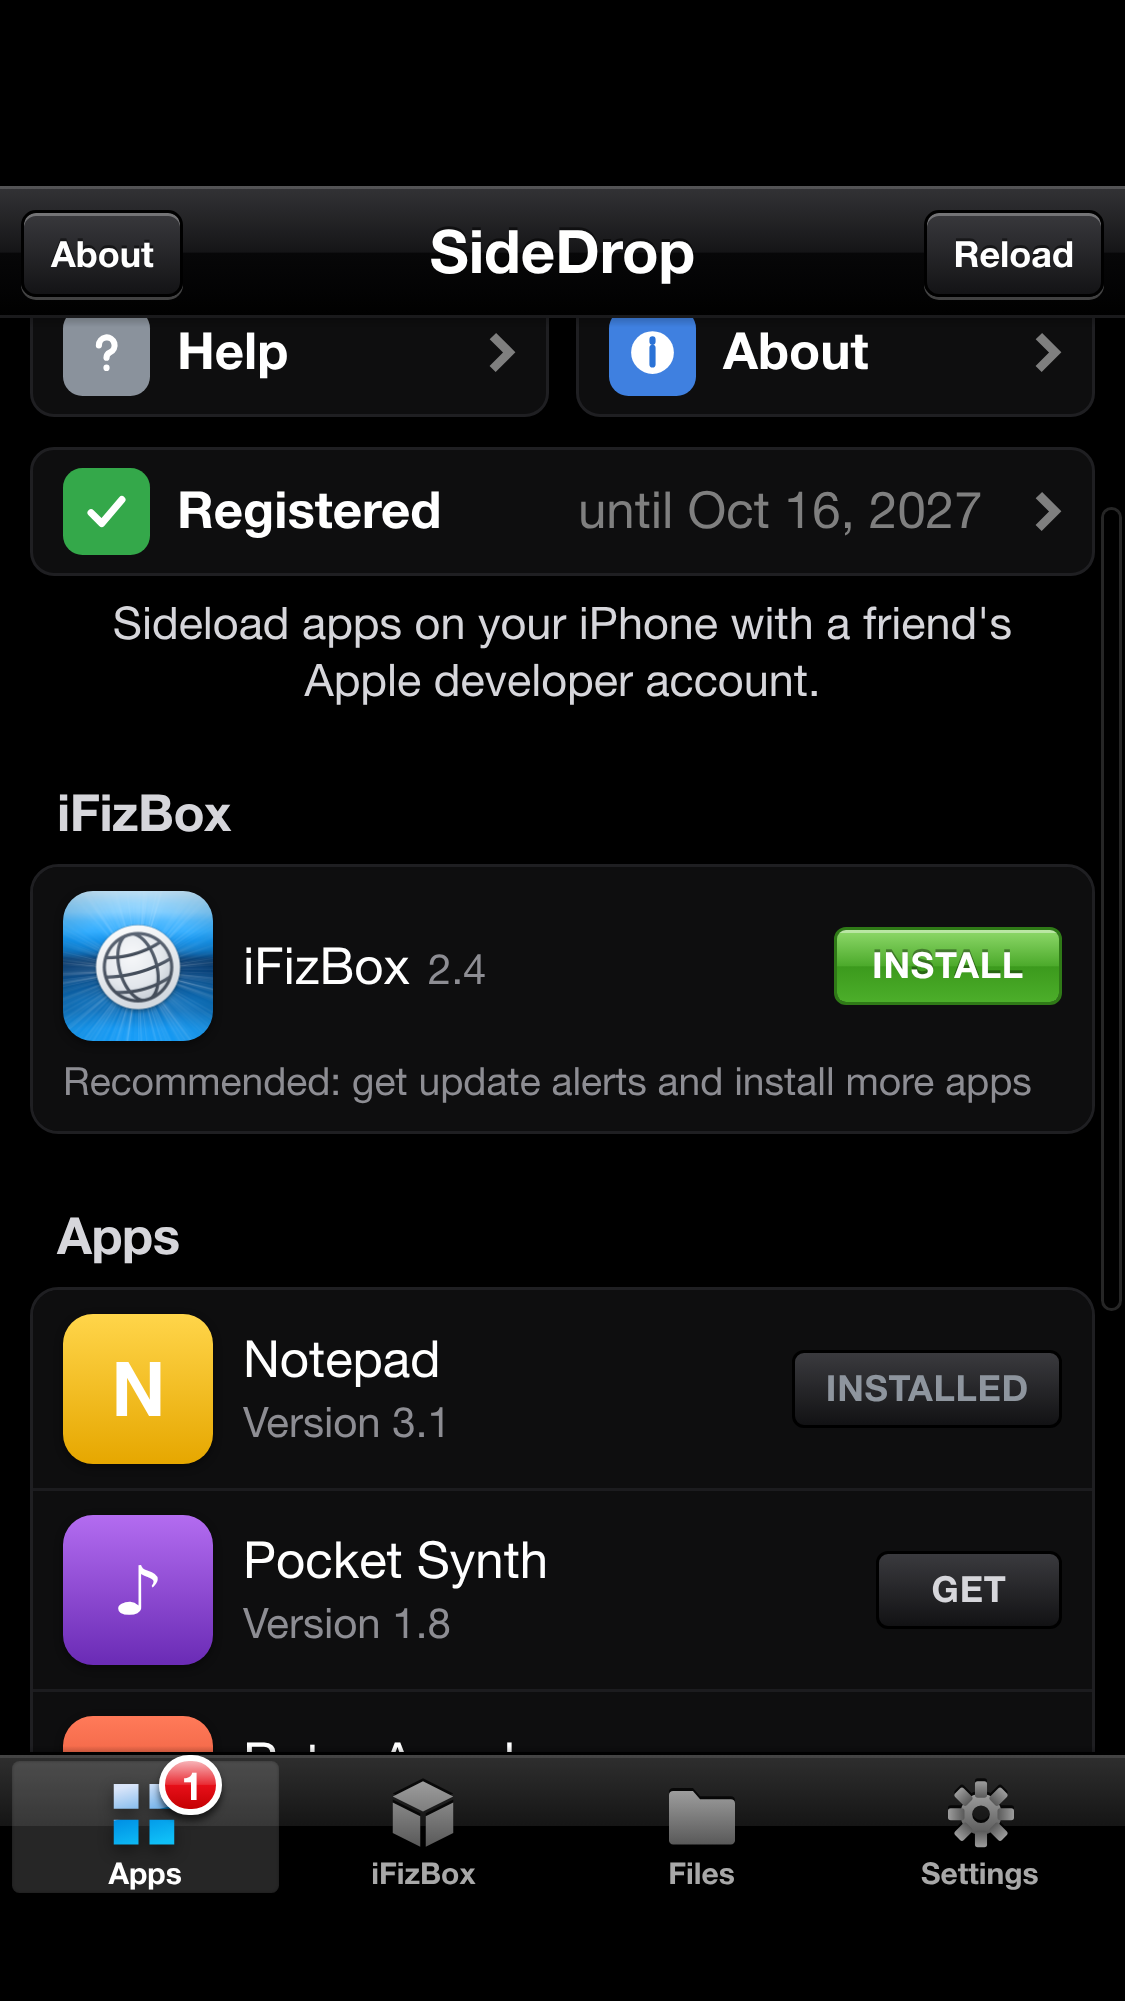 About
SideDrop
Reload
Help
About
Registered
until Oct 16, 2027
Sideload apps on your iPhone with a friend's
Apple developer account.
iFizBox
iFizBox 2.4
INSTALL
Recommended: get update alerts and install more apps
Apps
N
Notepad
Version 3.1
INSTALLED
Pocket Synth
Version 1.8
GET
1
Apps
iFizBox
Files
Settings